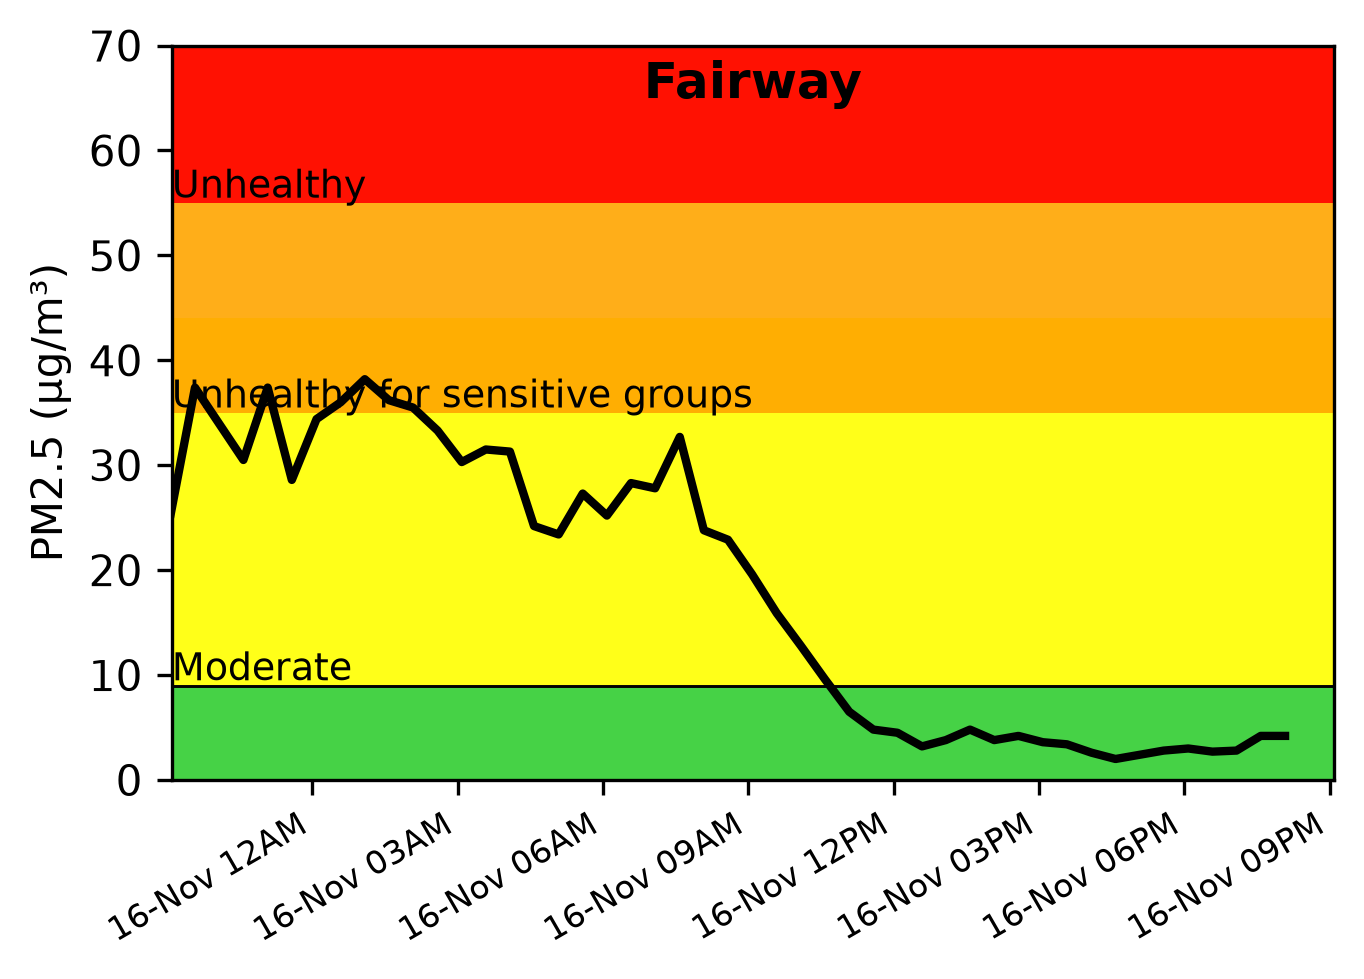 Fairway
PM2.5 (µg/m³)
70
60
50
40
30
20
10
0
Unhealthy
Unhealthy for sensitive groups
Moderate
16-Nov 12AM
16-Nov 03AM
16-Nov 06AM
16-Nov 09AM
16-Nov 12PM
16-Nov 03PM
16-Nov 06PM
16-Nov 09PM